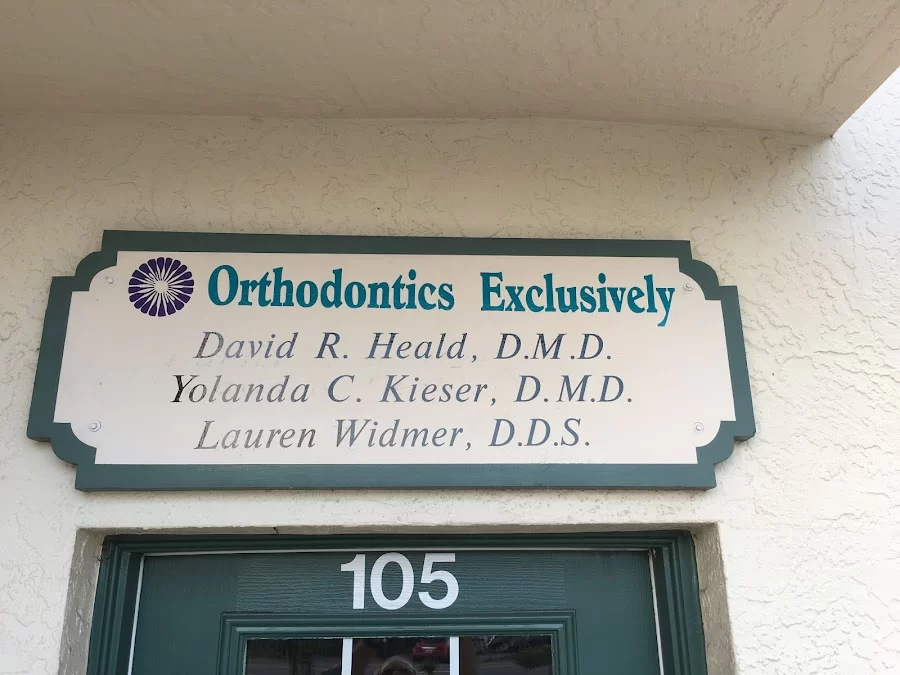 Orthodontics Exclusively
David R. Heald, D.M.D.
Yolanda C. Kieser, D.M.D.
Lauren Widmer, D.D.S.
105